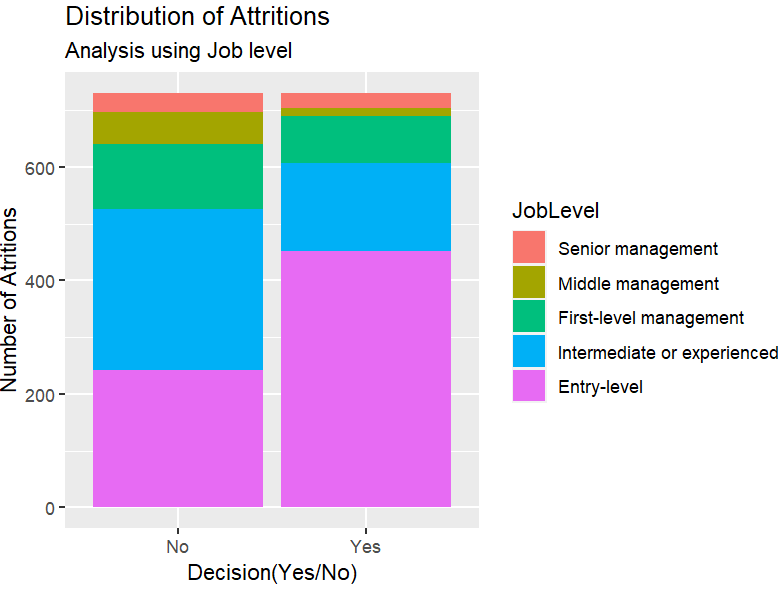 Distribution of Attritions
Analysis using Job level
Number of Atritions
600
400
200
0
No
Yes
Decision(Yes/No)
JobLevel
Senior management
Middle management
First-level management
Intermediate or experienced
Entry-level